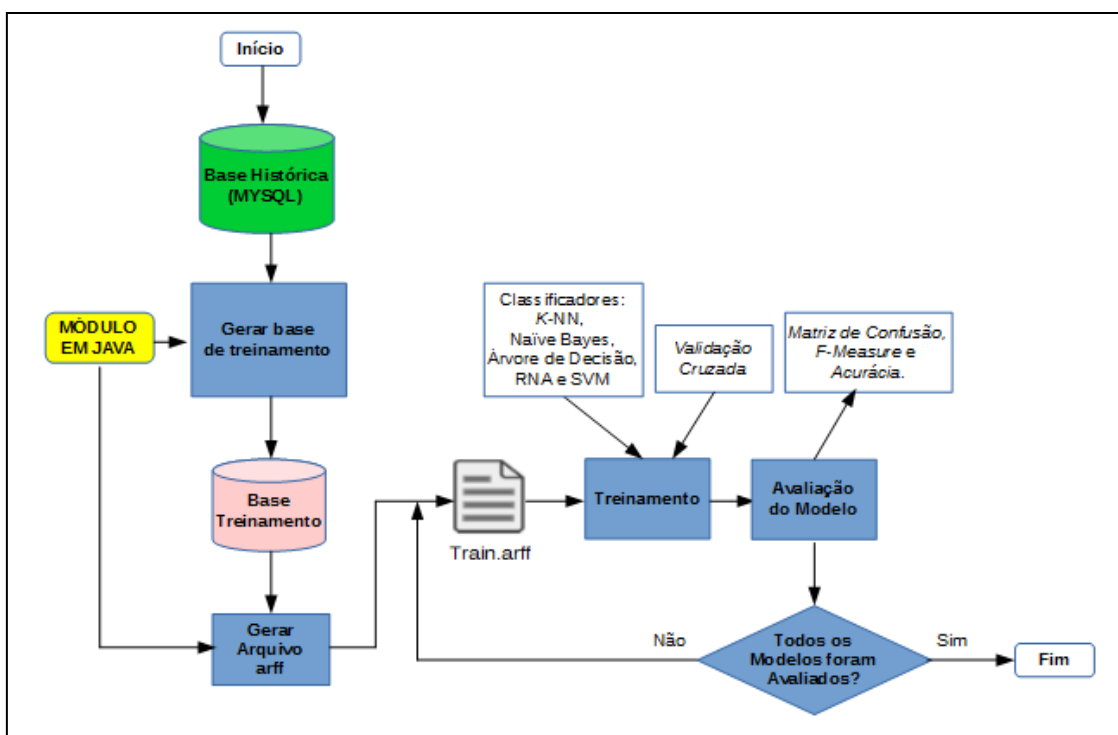 Início
Base Histórica
(MYSQL)
MÓDULO
EM JAVA
Gerar base
de treinamento
Base
Treinamento
Gerar
Arquivo
arff
Train.arff
Classificadores:
K-NN,
Naïve Bayes,
Árvore de Decisão,
RNA e SVM
Validação
Cruzada
Matriz de Confusão,
F-Measure e
Acurácia.
Treinamento
Avaliação
do Modelo
Não
Todos os
Modelos foram
Avaliados?
Sim
Fim